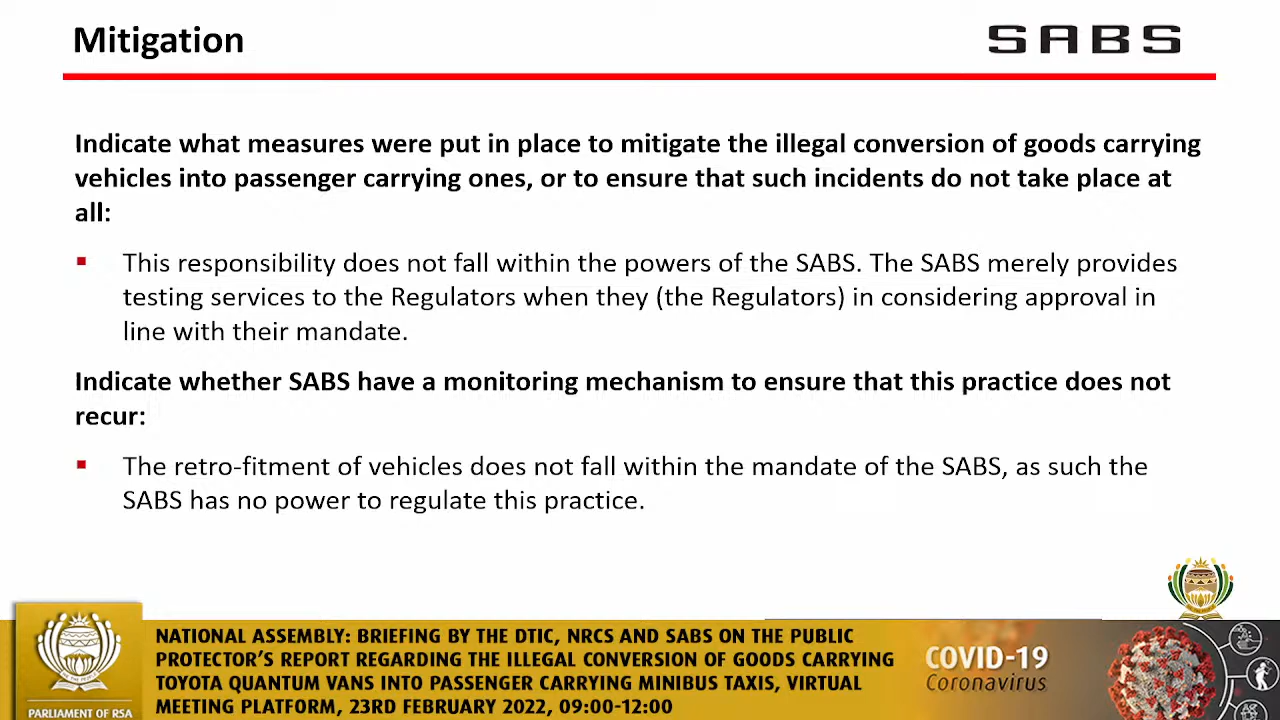 Mitigation
SABS
Indicate what measures were put in place to mitigate the illegal conversion of goods carrying
vehicles into passenger carrying ones, or to ensure that such incidents do not take place at
all:
▪ This responsibility does not fall within the powers of the SABS. The SABS merely provides
testing services to the Regulators when they (the Regulators) in considering approval in
line with their mandate.
Indicate whether SABS have a monitoring mechanism to ensure that this practice does not
recur:
▪ The retro-fitment of vehicles does not fall within the mandate of the SABS, as such the
SABS has no power to regulate this practice.
NATIONAL ASSEMBLY: BRIEFING BY THE DTIC, NRCS AND SABS ON THE PUBLIC
PROTECTOR'S REPORT REGARDING THE ILLEGAL CONVERSION OF GOODS CARRYING
TOYOTA QUANTUM VANS INTO PASSENGER CARRYING MINIBUS TAXIS, VIRTUAL
MEETING PLATFORM, 23RD FEBRUARY 2022, 09:00-12:00
PARLIAMENT OF RSA
COVID-19
Coronavirus